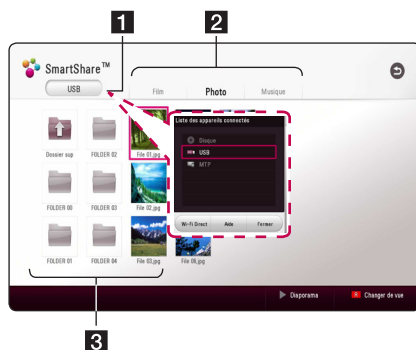 1
2
SmartShare™
USB
Film
Photo
Musique
Liste des appareils connectés
Disque
USB
MTP
Wi-Fi Direct
Aide
Fermer
Dossier sup
FOLDER 02
File 01.jpg
FOLDER 00
FOLDER 03
File 02.jpg
FOLDER 01
FOLDER 04
File 03.jpg
File 06.jpg
Diaporama
Changer de vue
3